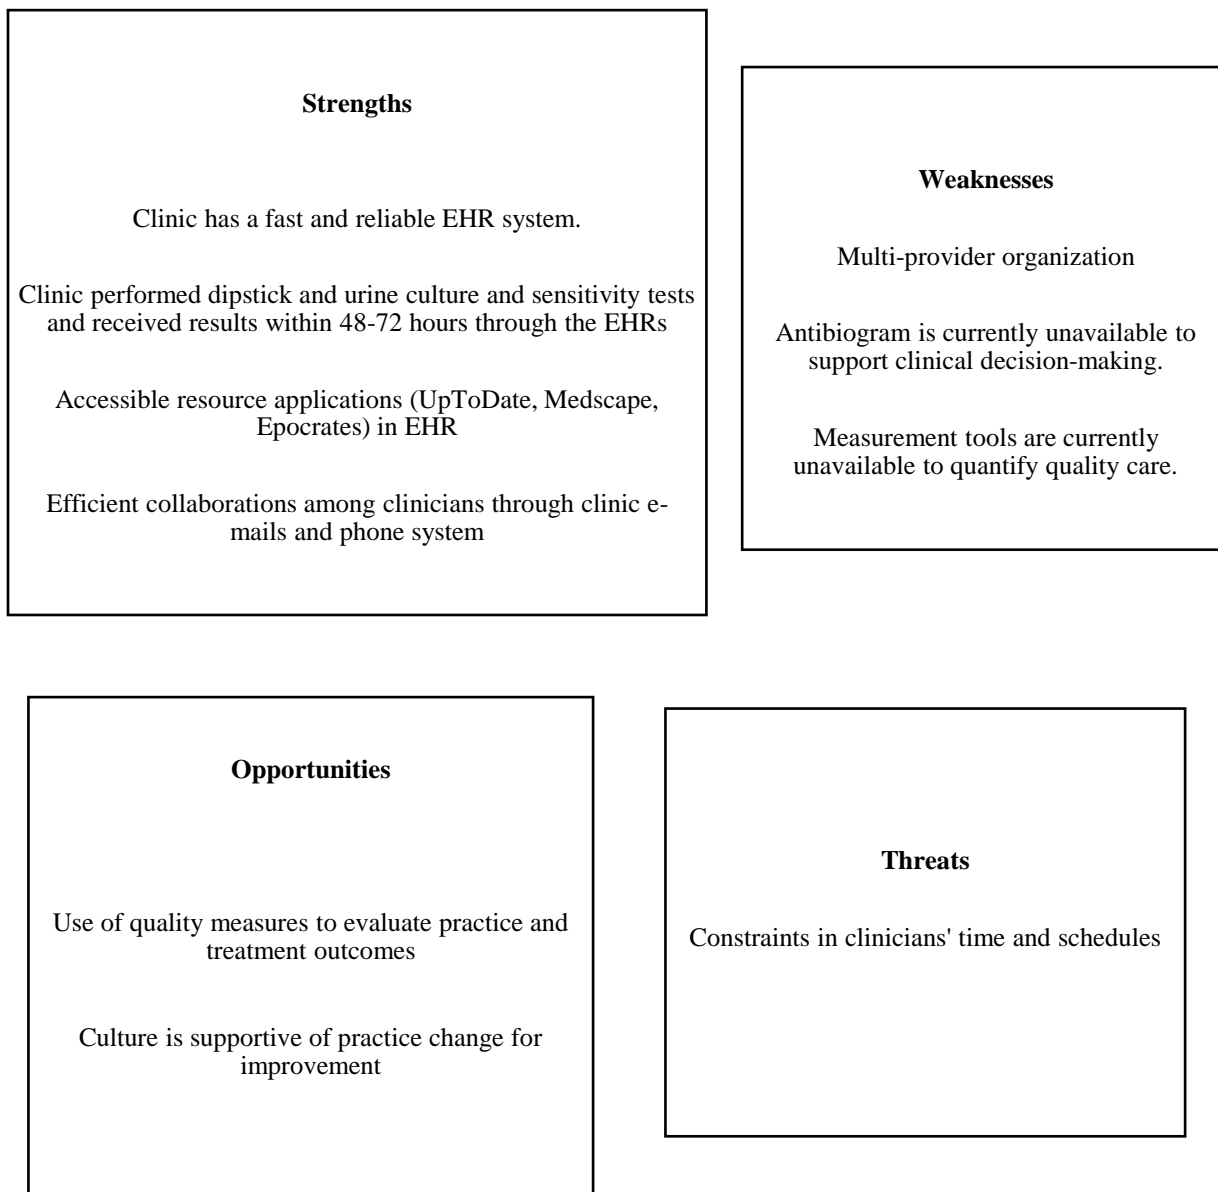 Strengths
Clinic has a fast and reliable EHR system.
Clinic performed dipstick and urine culture and sensitivity tests
and received results within 48-72 hours through the EHRs
Accessible resource applications (UpToDate, Medscape,
Epocrates) in EHR
Efficient collaborations among clinicians through clinic e-
mails and phone system
Weaknesses
Multi-provider organization
Antibiogram is currently unavailable to
support clinical decision-making.
Measurement tools are currently
unavailable to quantify quality care.
Opportunities
Use of quality measures to evaluate practice and
treatment outcomes
Culture is supportive of practice change for
improvement
Threats
Constraints in clinicians' time and schedules